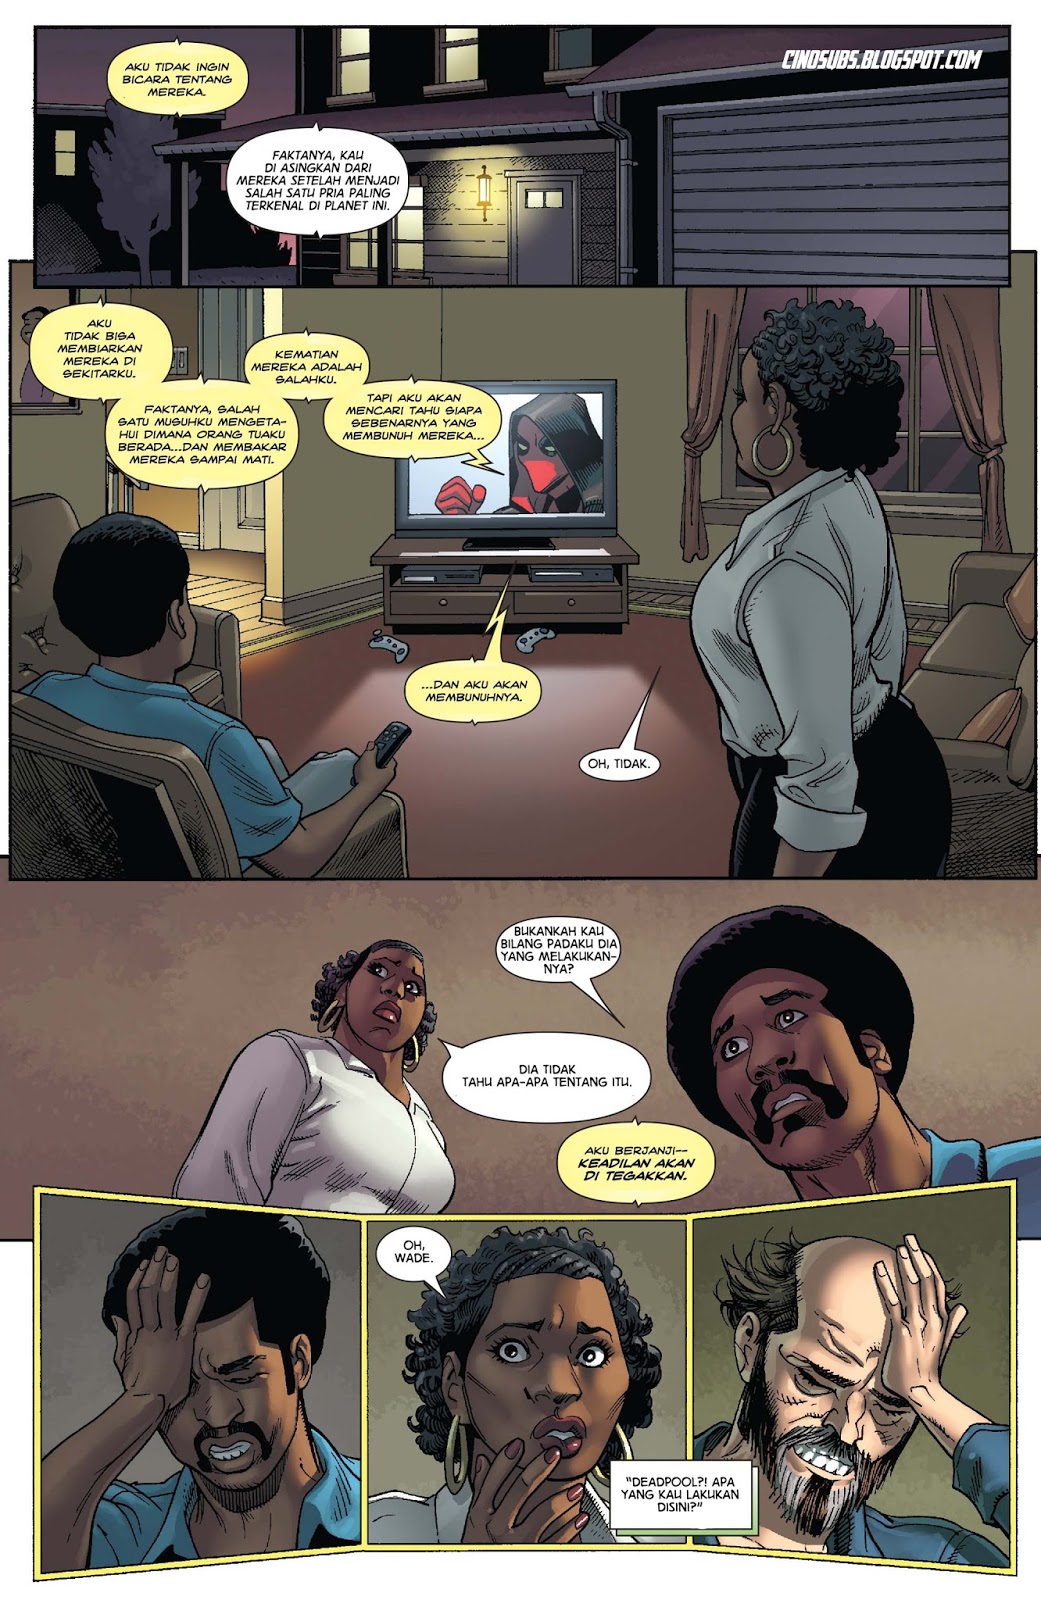 CINOSUBS.BLOGSPOT.COM
AKU TIDAK INGIN
BICARA TENTANG
MEREKA.
FAKTANYA, KAU
DI ASINGKAN DARI
MEREKA SETELAH MENJADI
SALAH SATU PRIA PALING
TERKENAL DI PLANET INI.
AKU
TIDAK BISA
MEMBIARKAN
MEREKA DI
SEKITARKU.
FAKTANYA, SALAH
SATU MUSUHKU MENGETA-
HUI DIMANA ORANG TUAKU
BERADA...DAN MEMBAKAR
MEREKA SAMPAI MATI.
KEMATIAN
MEREKA ADALAH
SALAHKU.
TAPI AKU AKAN
MENCARI TAHU SIAPA
SEBENARNYA YANG
MEMBUNUH MEREKA...
...DAN AKU AKAN
MEMBUNUHNYA.
OH, TIDAK.
BUKANKAH KAU
BILANG PADAKU DIA
YANG MELAKUKAN-
NYA?
DIA TIDAK
TAHU APA-APA TENTANG ITU.
AKU BERJANJI--
KEADILAN AKAN
DI TEGAKKAN.
OH,
WADE.
"DEADPOOL?! APA
YANG KAU LAKUKAN
DISINI?"